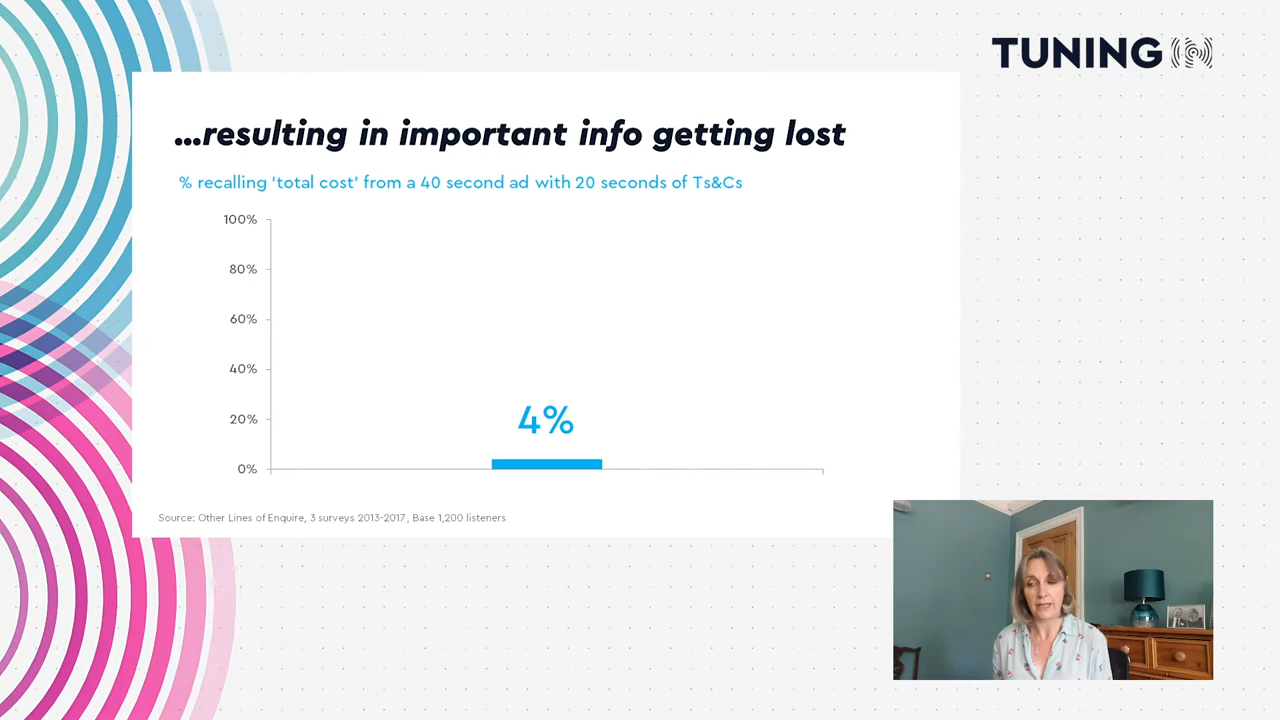 TUNING IN
...resulting in important info getting lost
% recalling 'total cost' from a 40 second ad with 20 seconds of Ts&Cs
100%
80%
60%
40%
20%
0%
4%
Source: Other Lines of Enquire, 3 surveys 2013-2017, Base 1,200 listeners